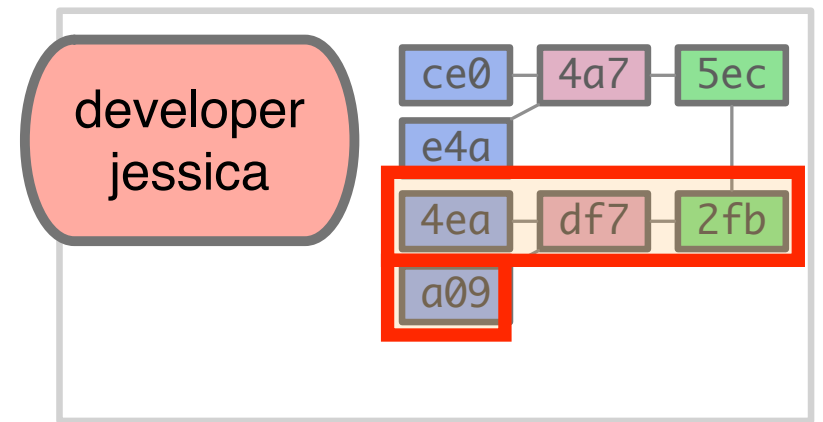 developer
jessica
ce0 4a7 5ec
e4a
4ea df7 2fb
a09